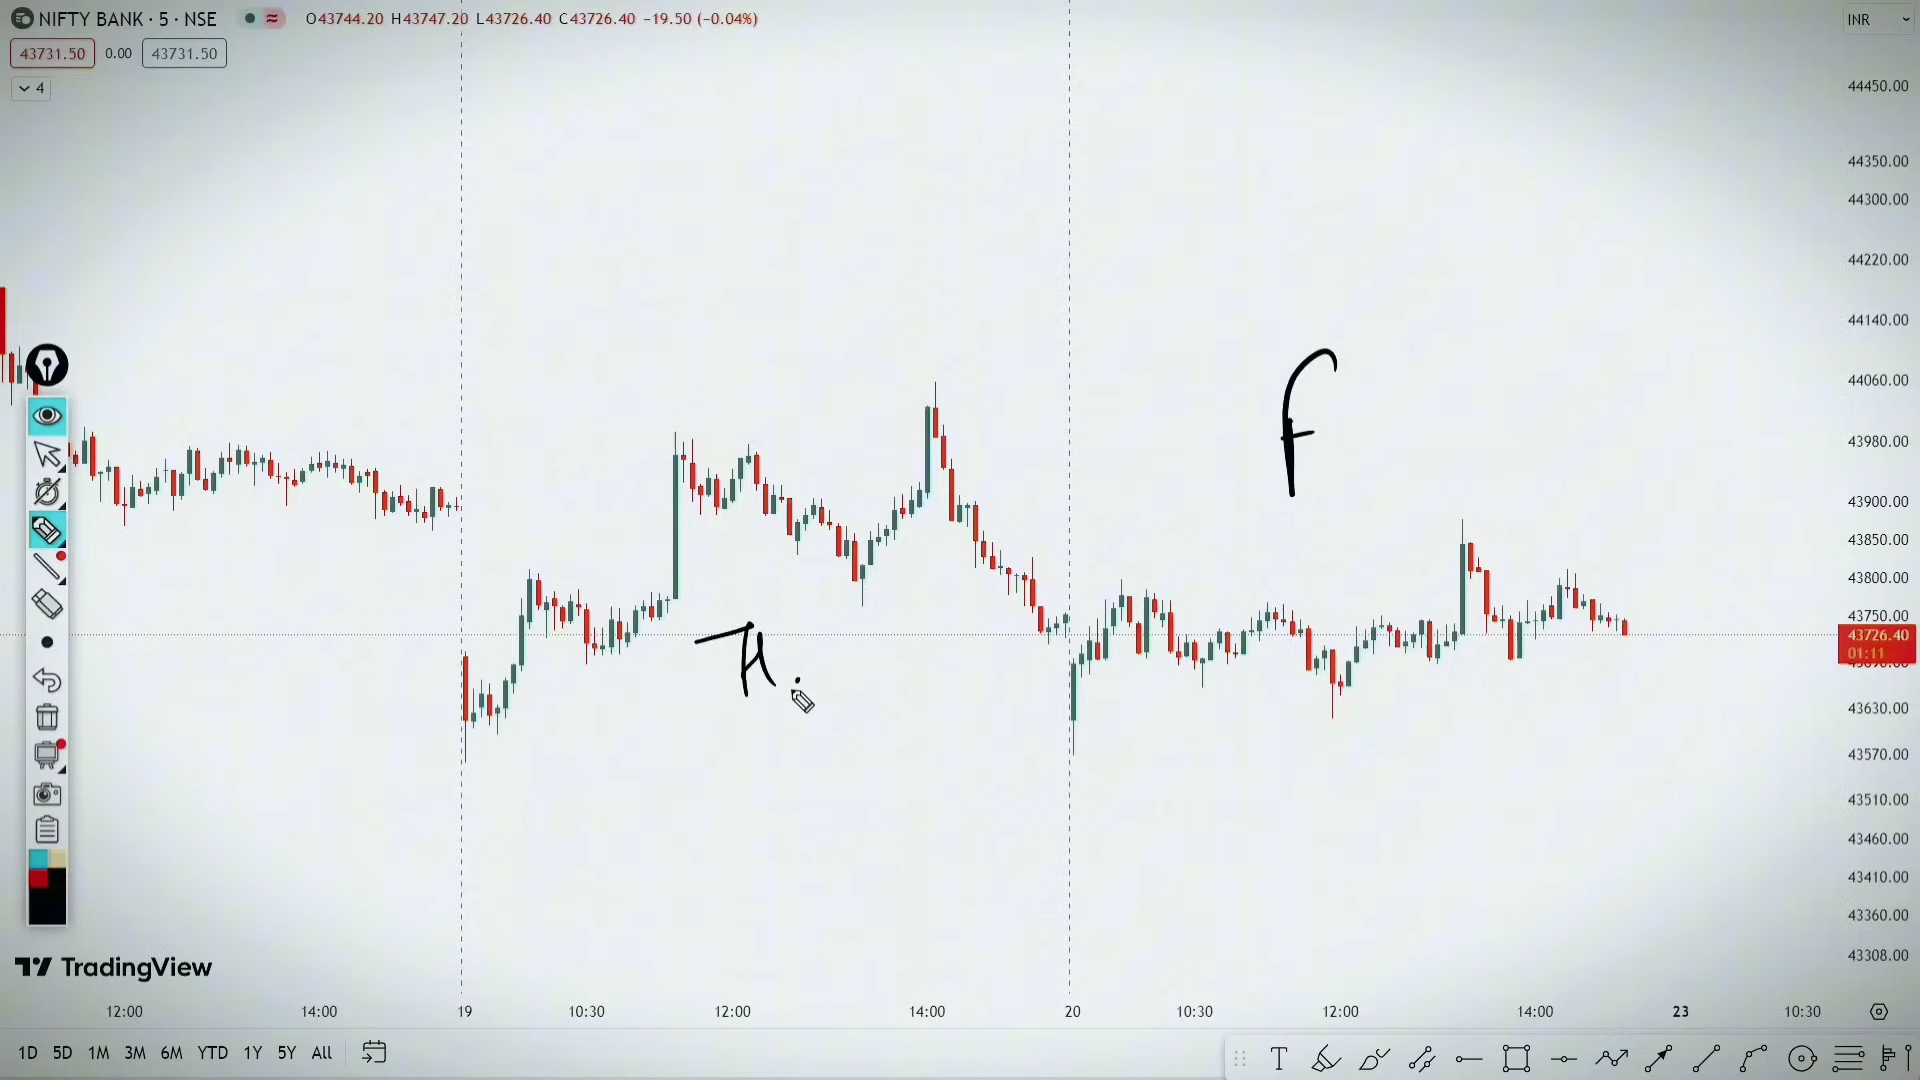 NIFTY BANK · 5 · NSE O43744.20 H43747.20 L43726.40 C43726.40 −19.50 (−0.04%)
INR
43731.50 0.00 43731.50
4
44450.00
44350.00
44300.00
44220.00
44140.00
44060.00
43980.00
43900.00
43850.00
43800.00
43750.00
43726.40
01:11
43630.00
43570.00
43510.00
43460.00
43410.00
43360.00
43308.00
F
TH
TradingView
12:00 14:00 19 10:30 12:00 14:00 20 10:30 12:00 14:00 23 10:30
1D 5D 1M 3M 6M YTD 1Y 5Y All